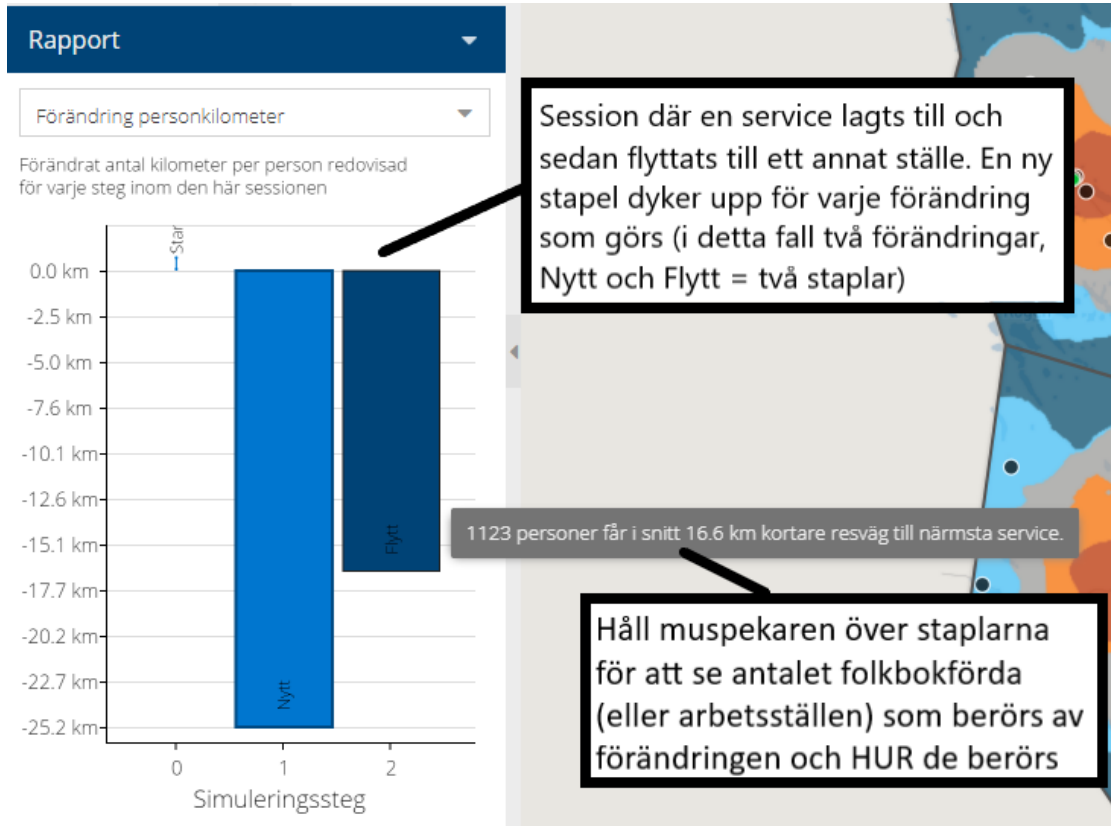 Rapport
Förändring personkilometer
Förändrat antal kilometer per person redovisad
för varje steg inom den här sessionen
Star
0.0 km
-2.5 km
-5.0 km
-7.6 km
-10.1 km
-12.6 km
-15.1 km
-17.7 km
-20.2 km
-22.7 km
-25.2 km
Nytt
Flytt
0
1
2
Simuleringssteg
Session där en service lagts till och
sedan flyttats till ett annat ställe. En ny
stapel dyker upp för varje förändring
som görs (i detta fall två förändringar,
Nytt och Flytt = två staplar)
1123 personer får i snitt 16.6 km kortare resväg till närmsta service.
Håll muspekaren över staplarna
för att se antalet folkbokförda
(eller arbetsställen) som berörs av
förändringen och HUR de berörs